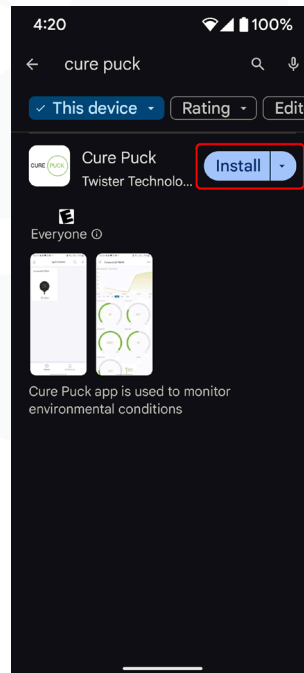 4:20
100%
cure puck
This device
Rating
Edit
CURE PUCK
Cure Puck
Install
Twister Technolo...
E
Everyone
Cure Puck app is used to monitor
environmental conditions